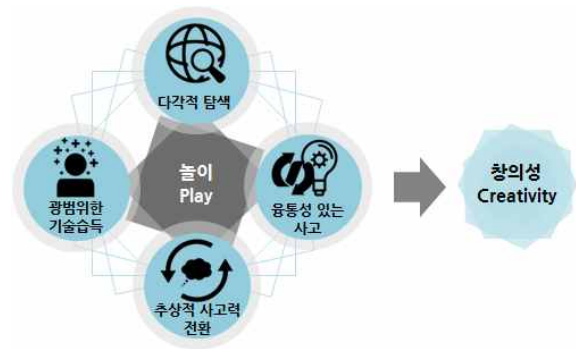 다각적 탐색
광범위한
기술습득
놀이
Play
융통성 있는
사고
추상적 사고력
전환
창의성
Creativity